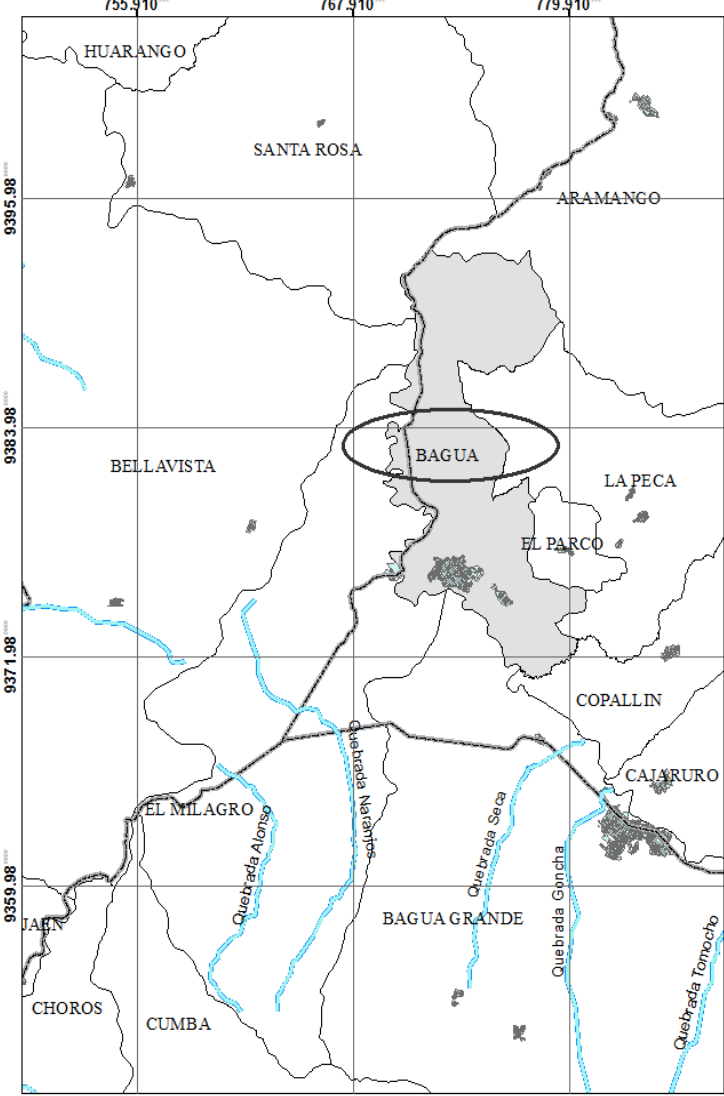 755.910
767.910
779.910
HUARANGO
SANTA ROSA
9395.98
ARAMANGO
9383.98
BAGUA
BELLAVISTA
LA PECA
EL PARCO
9371.98
COPALLIN
CAJARURO
EL MILAGRO
Quebrada Alonso
Quebrada Naranjos
Quebrada Seca
Quebrada Goncha
Quebrada Tomocho
9359.98
BAGUA GRANDE
JAEN
CHOROS
CUMBA